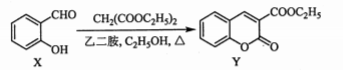 CHO
OH
X
CH₂(COOC₂H₅)₂
乙二胺, C₂H₅OH, △
COOC₂H₅
O
O
Y